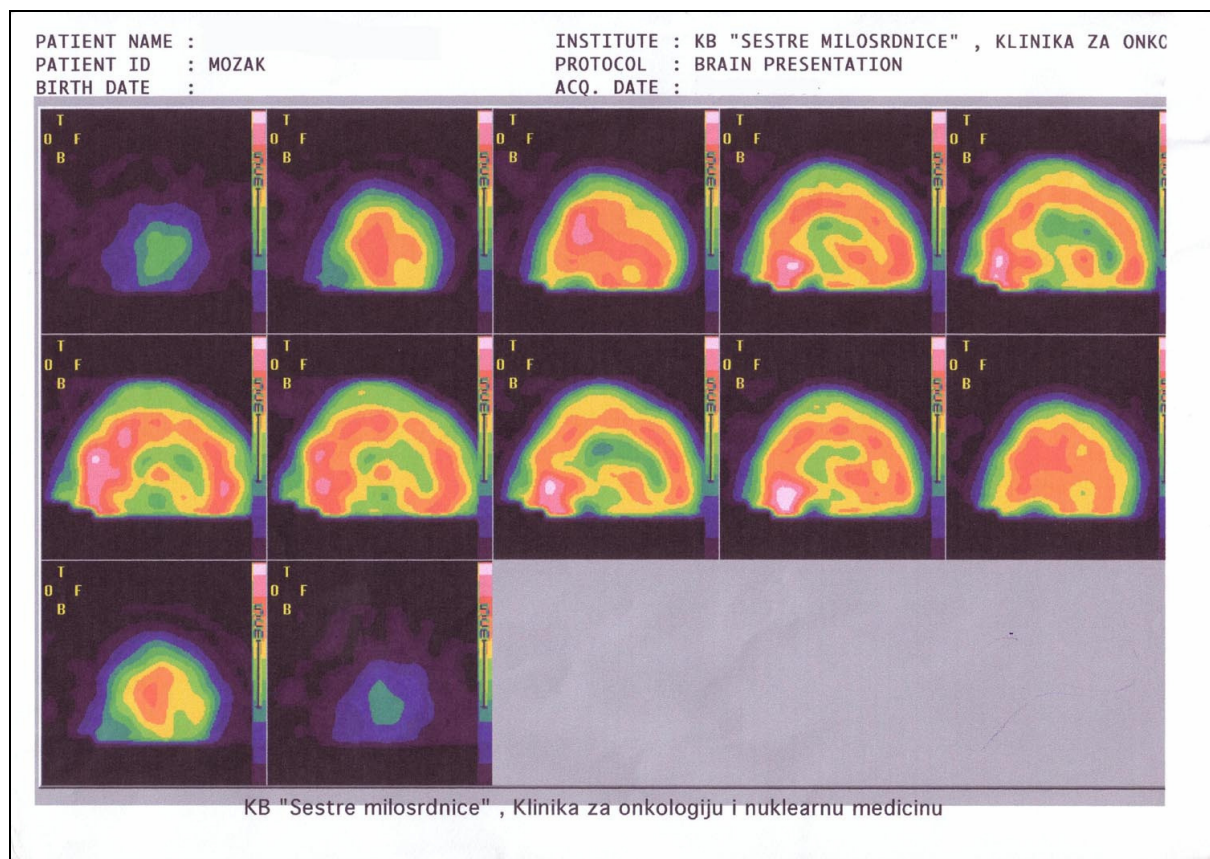 PATIENT NAME :
PATIENT ID : MOZAK
BIRTH DATE :
INSTITUTE : KB "SESTRE MILOSRDNICE" , KLINIKA ZA ONKO
PROTOCOL : BRAIN PRESENTATION
ACQ. DATE :
T
O F
B
T
O F
B
T
O F
B
T
O F
B
T
O F
B
T
O F
B
T
O F
B
T
O F
B
T
O F
B
T
O F
B
T
O F
B
T
O F
B
KB "Sestre milosrdnice" , Klinika za onkologiju i nuklearnu medicinu